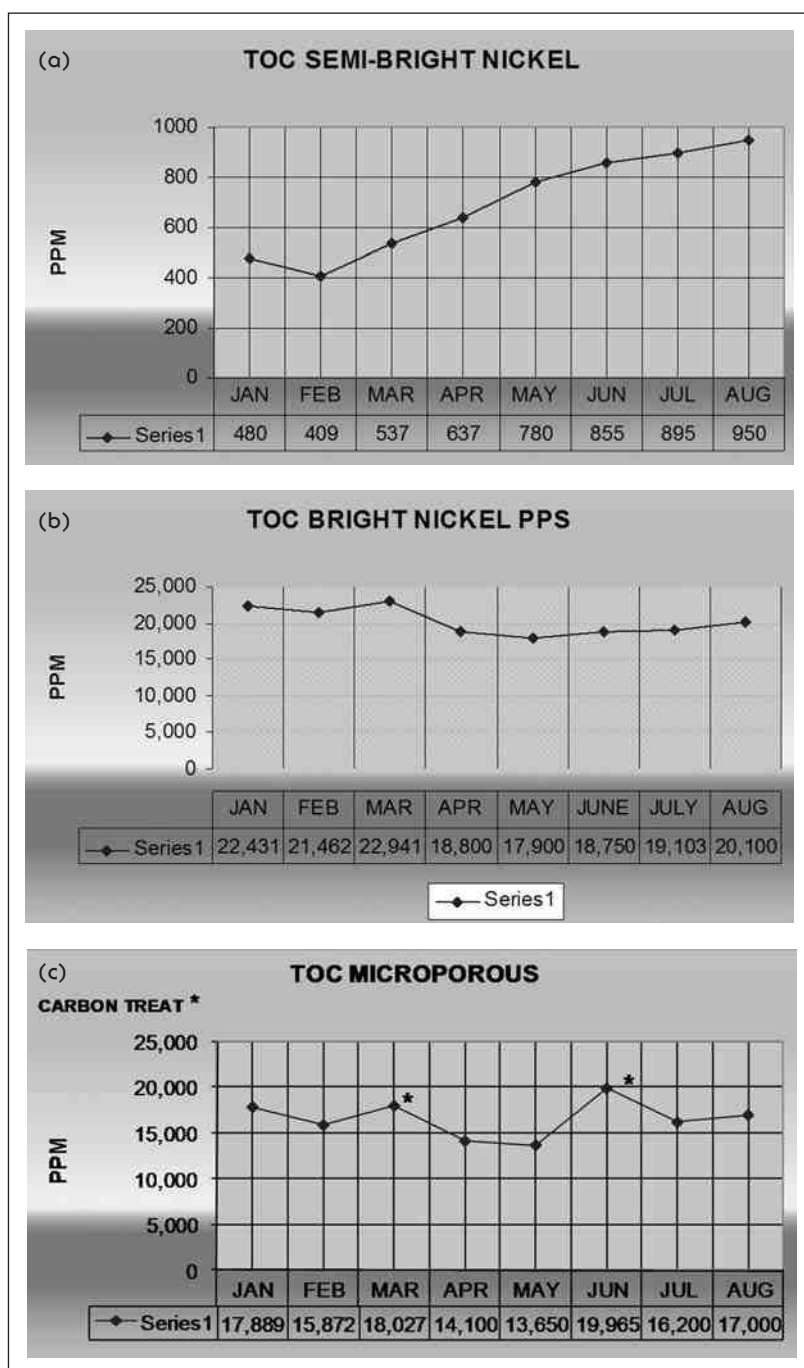 (a)
TOC SEMI-BRIGHT NICKEL
1000
800
600
400
200
0
PPM
JAN FEB MAR APR MAY JUN JUL AUG
Series1 480 409 537 637 780 855 895 950
(b)
TOC BRIGHT NICKEL PPS
25,000
20,000
15,000
10,000
5,000
0
PPM
JAN FEB MAR APR MAY JUNE JULY AUG
Series1 22,431 21,462 22,941 18,800 17,900 18,750 19,103 20,100
Series1
(c)
TOC MICROPOROUS
CARBON TREAT *
25,000
20,000
15,000
10,000
5,000
0
PPM
*
*
JAN FEB MAR APR MAY JUN JUL AUG
Series1 17,889 15,872 18,027 14,100 13,650 19,965 16,200 17,000